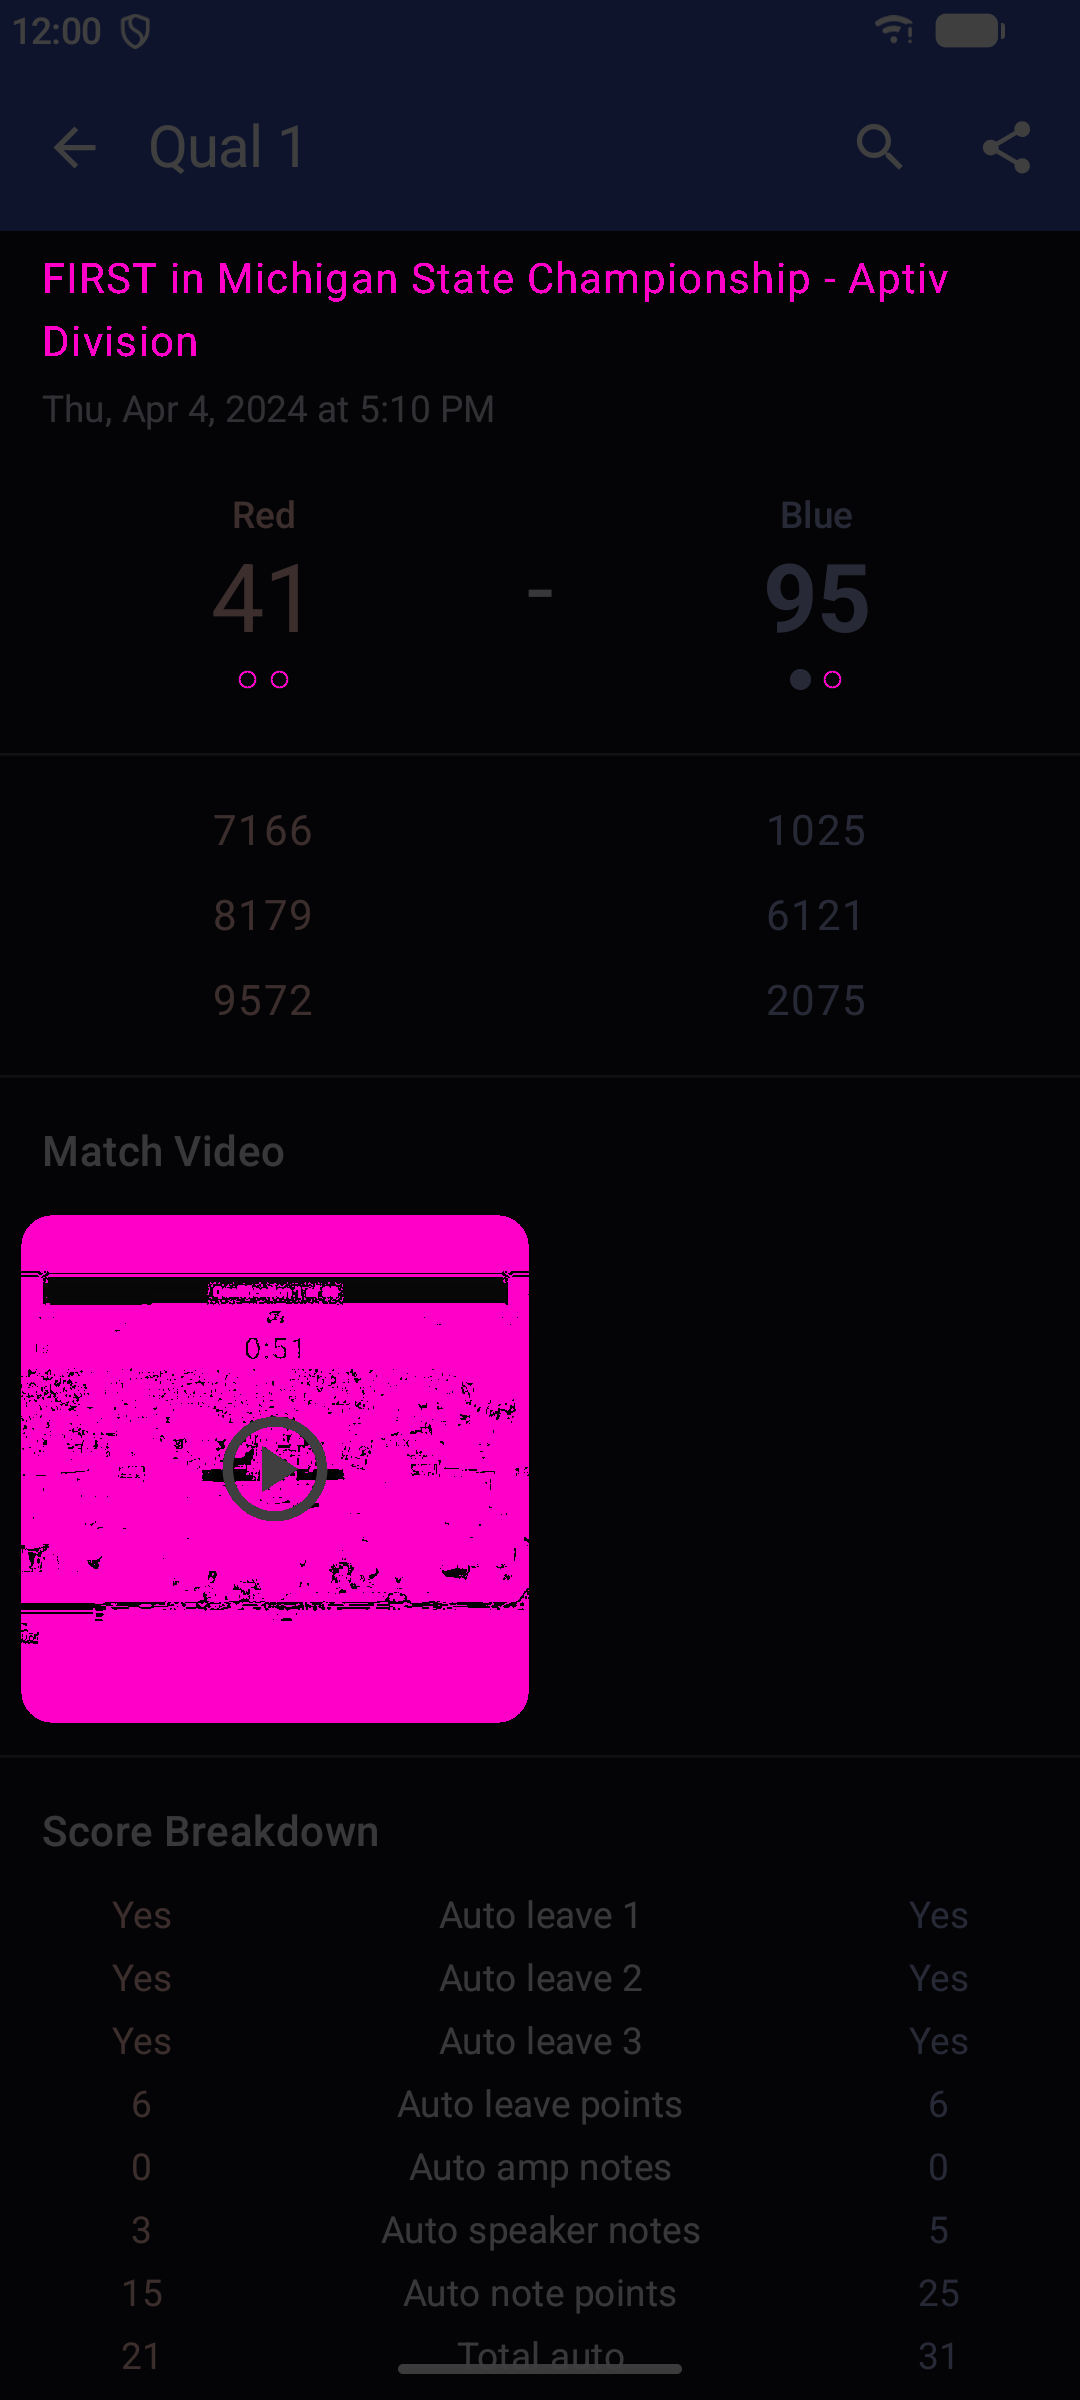 12:00
Qual 1
FIRST in Michigan State Championship - Aptiv
Division
Thu, Apr 4, 2024 at 5:10 PM
Red Blue
41 - 95
7166 1025
8179 6121
9572 2075
Match Video
0:51
Score Breakdown
Yes Auto leave 1 Yes
Yes Auto leave 2 Yes
Yes Auto leave 3 Yes
6 Auto leave points 6
0 Auto amp notes 0
3 Auto speaker notes 5
15 Auto note points 25
21 Total auto 31